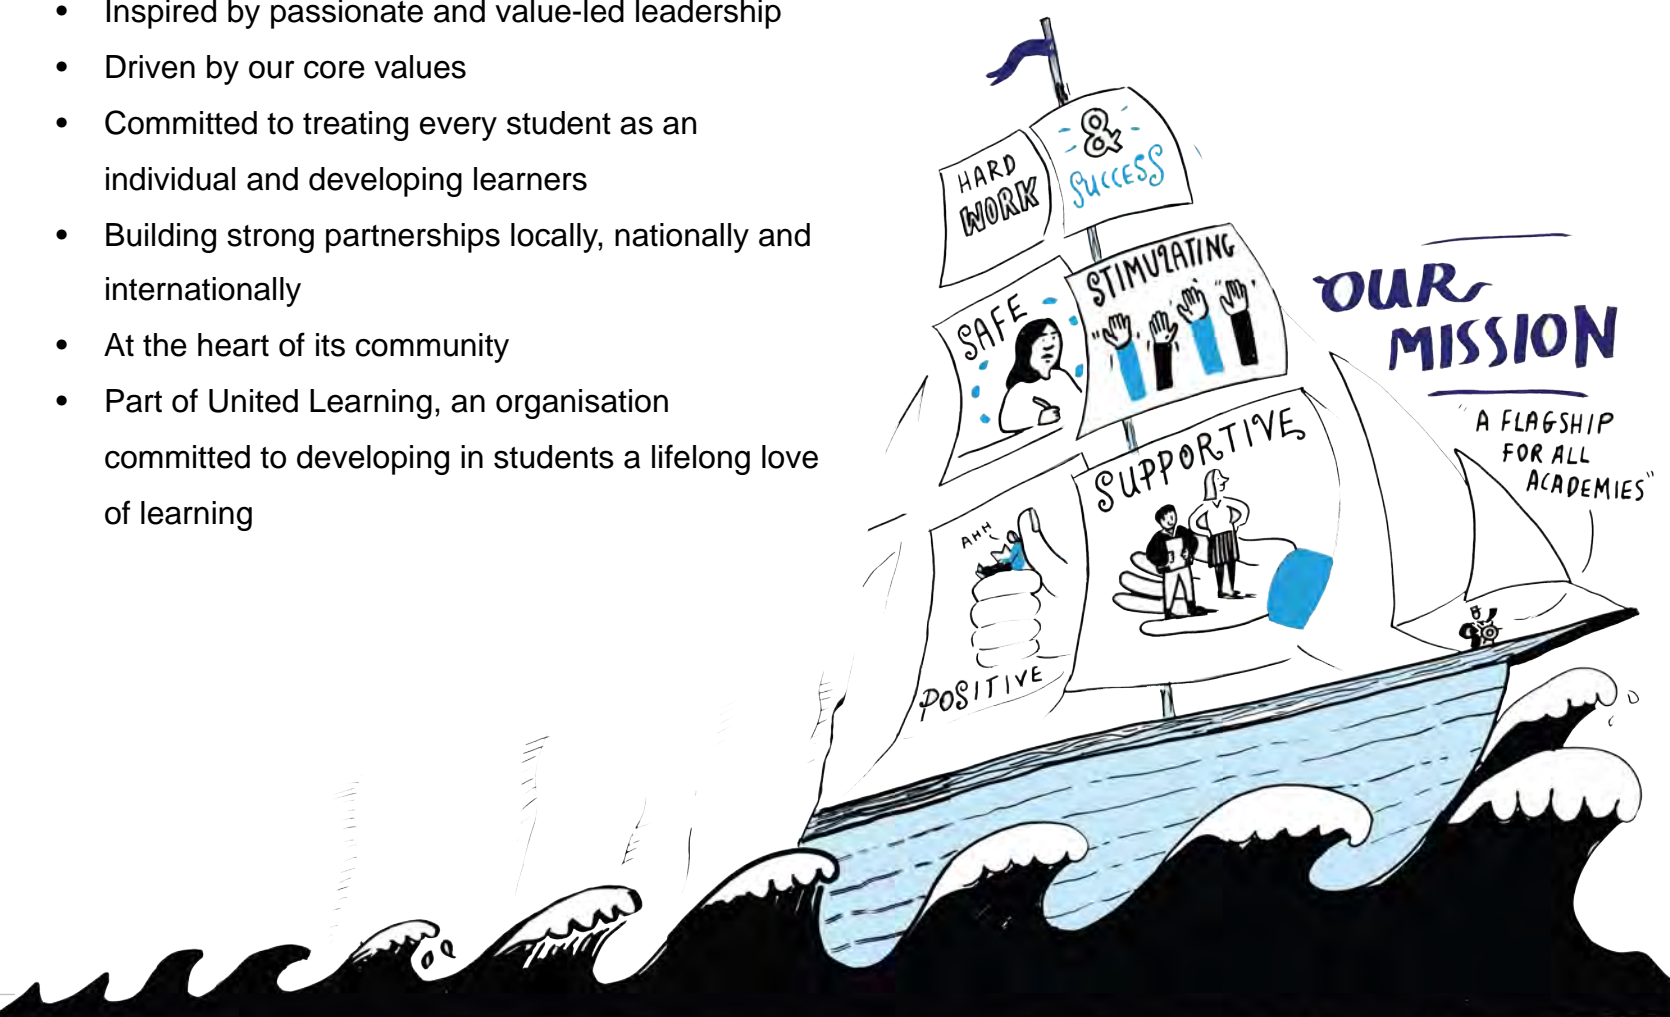 • Inspired by passionate and value-led leadership
• Driven by our core values
• Committed to treating every student as an
individual and developing learners
• Building strong partnerships locally, nationally and
internationally
• At the heart of its community
• Part of United Learning, an organisation
committed to developing in students a lifelong love
of learning
HARD
WORK
&
SUCCESS
SAFE
STIMULATING
AHH
POSITIVE
SUPPORTIVE
OUR
MISSION
"A FLAGSHIP
FOR ALL
ACADEMIES"